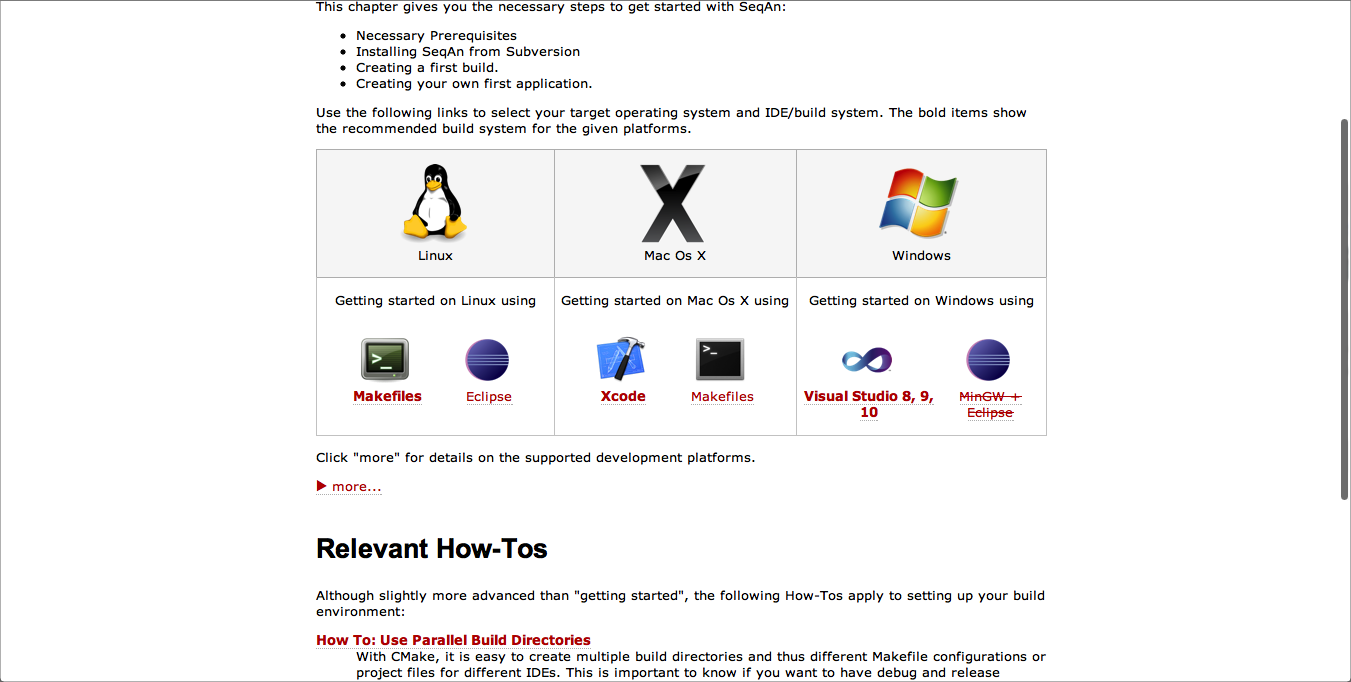 This chapter gives you the necessary steps to get started with SeqAn:
Necessary Prerequisites
Installing SeqAn from Subversion
Creating a first build.
Creating your own first application.
Use the following links to select your target operating system and IDE/build system. The bold items show
the recommended build system for the given platforms.
Linux
Mac Os X
Windows
Getting started on Linux using
Getting started on Mac Os X using
Getting started on Windows using
Makefiles
Eclipse
Xcode
Makefiles
Visual Studio 8, 9,
10
MinGW +
Eclipse
Click "more" for details on the supported development platforms.
more...
Relevant How-Tos
Although slightly more advanced than "getting started", the following How-Tos apply to setting up your build
environment:
How To: Use Parallel Build Directories
With CMake, it is easy to create multiple build directories and thus different Makefile configurations or
project files for different IDEs. This is important to know if you want to have debug and release